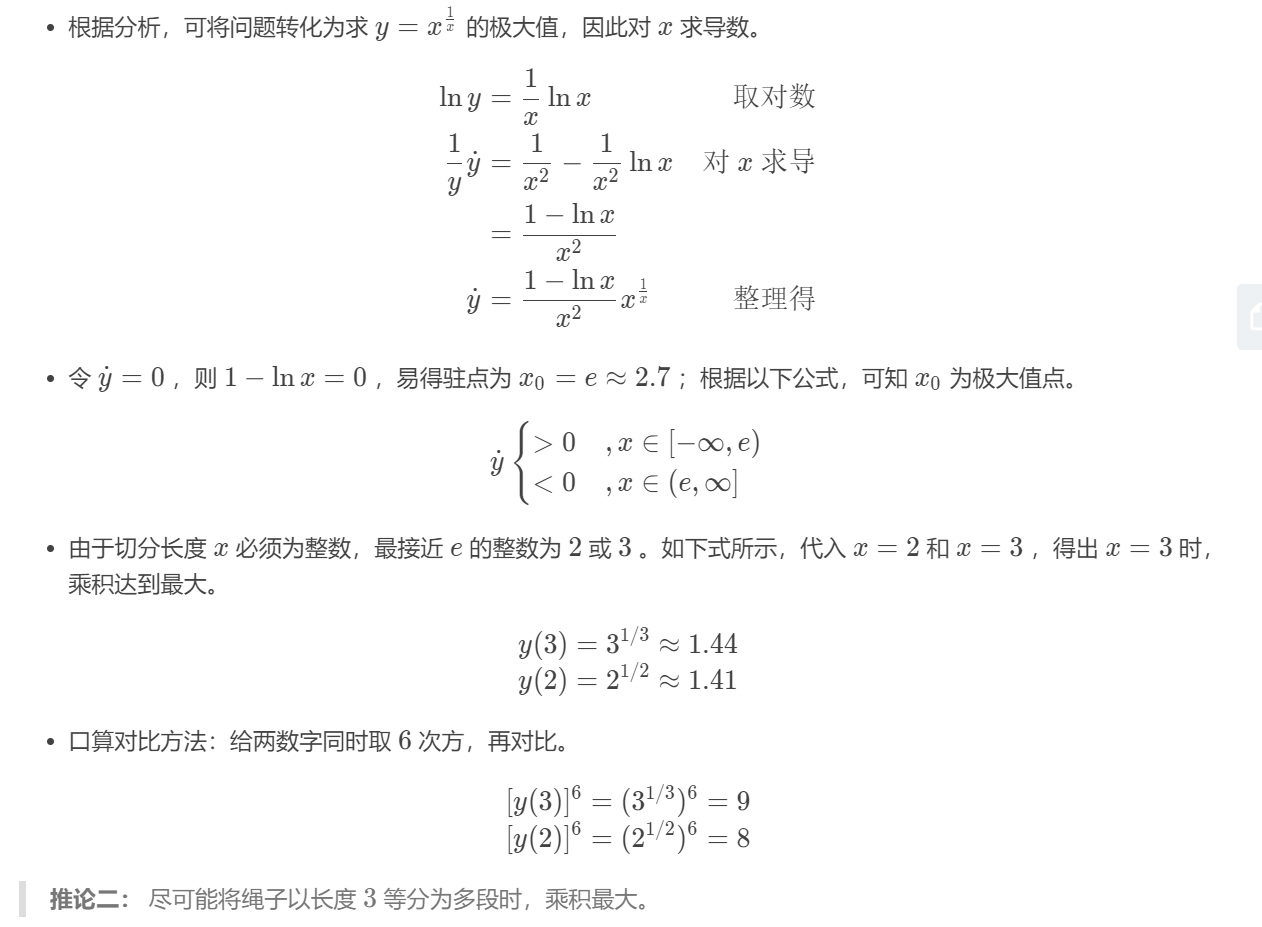 • 根据分析，可将问题转化为求 $y = x^{\frac{1}{x}}$ 的极大值，因此对 $x$ 求导数。
$\ln y = \frac{1}{x} \ln x$ 取对数
$\frac{1}{y} \dot{y} = \frac{1}{x^2} - \frac{1}{x^2} \ln x$ 对 $x$ 求导
$= \frac{1 - \ln x}{x^2}$
$\dot{y} = \frac{1 - \ln x}{x^2} x^{\frac{1}{x}}$ 整理得
• 令 $\dot{y} = 0$ ，则 $1 - \ln x = 0$ ，易得驻点为 $x_0 = e \approx 2.7$ ；根据以下公式，可知 $x_0$ 为极大值点。
$\dot{y} \begin{cases} > 0 & , x \in [-\infty, e) \\ < 0 & , x \in (e, \infty] \end{cases}$
• 由于切分长度 $x$ 必须为整数，最接近 $e$ 的整数为 2 或 3 。如下式所示，代入 $x = 2$ 和 $x = 3$ ，得出 $x = 3$ 时，
乘积达到最大。
$y(3) = 3^{1/3} \approx 1.44$
$y(2) = 2^{1/2} \approx 1.41$
• 口算对比方法：给两数字同时取 6 次方，再对比。
$[y(3)]^6 = (3^{1/3})^6 = 9$
$[y(2)]^6 = (2^{1/2})^6 = 8$
推论二： 尽可能将绳子以长度 3 等分为多段时，乘积最大。